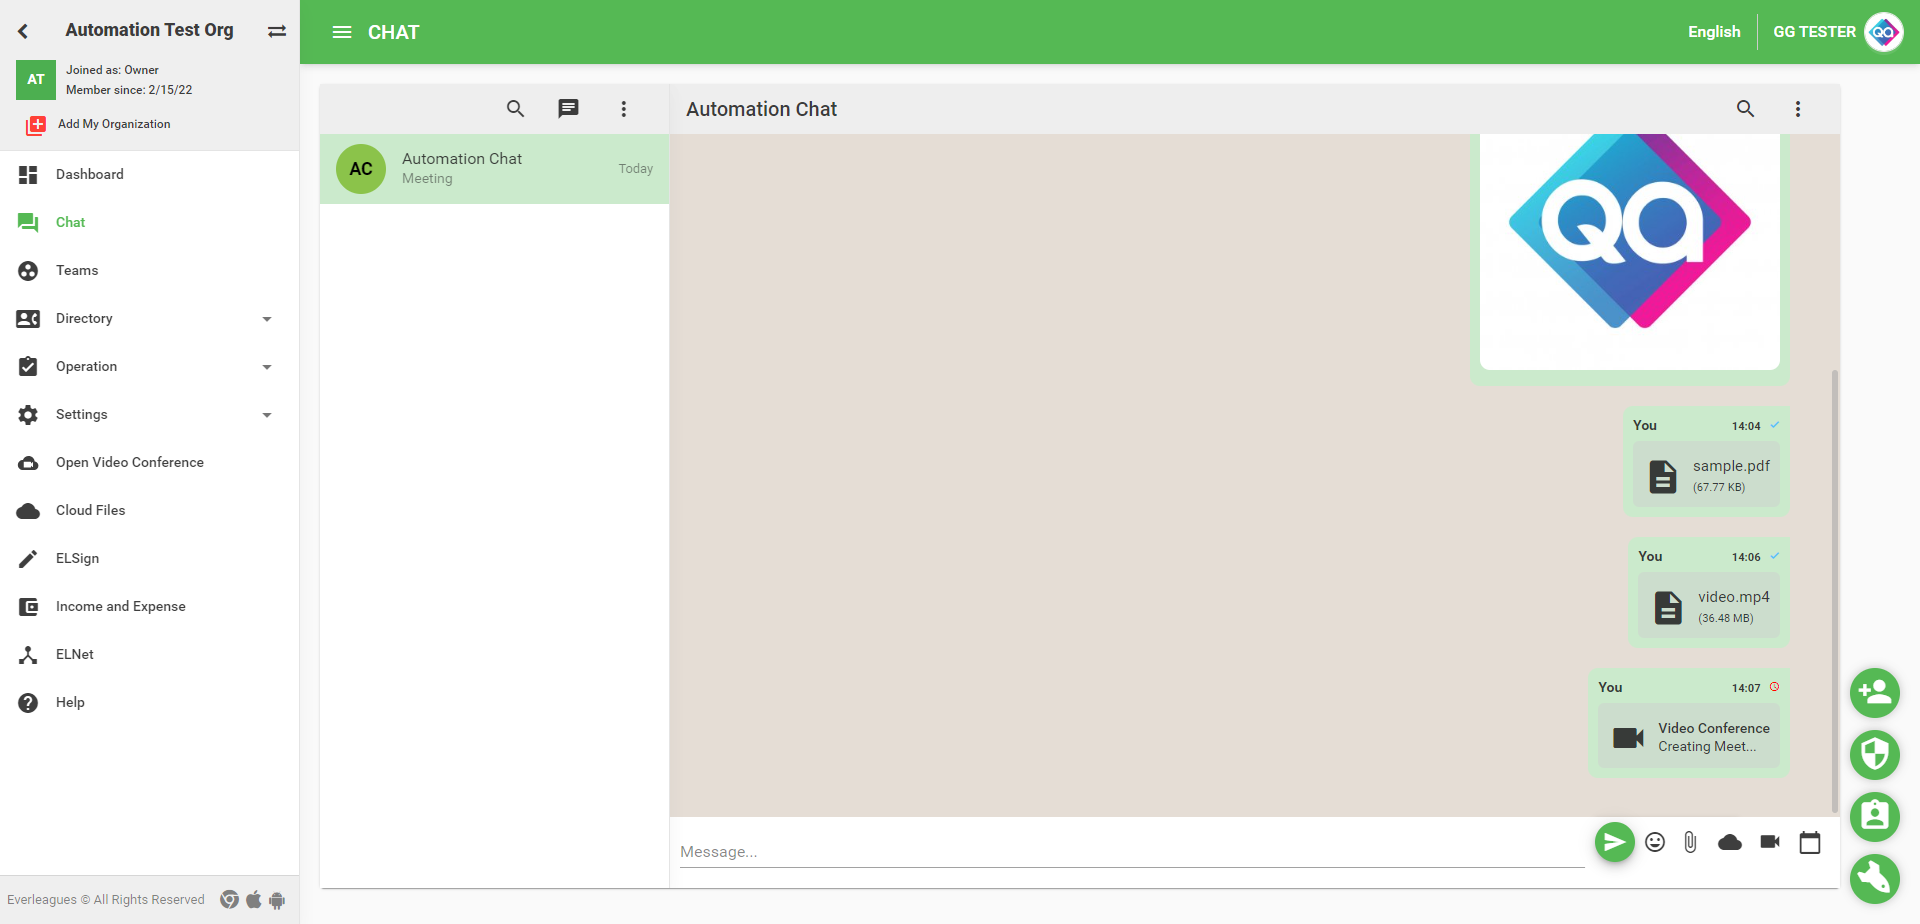 Automation Test Org
AT
Joined as: Owner
Member since: 2/15/22
Add My Organization
Dashboard
Chat
Teams
Directory
Operation
Settings
Open Video Conference
Cloud Files
ELSign
Income and Expense
ELNet
Help
Everleagues © All Rights Reserved
CHAT
English
GG TESTER
Qa
AC
Automation Chat
Meeting
Today
Automation Chat
Qa
You 14:04
sample.pdf
(67.77 KB)
You 14:06
video.mp4
(36.48 MB)
You 14:07
Video Conference
Creating Meet...
Message...